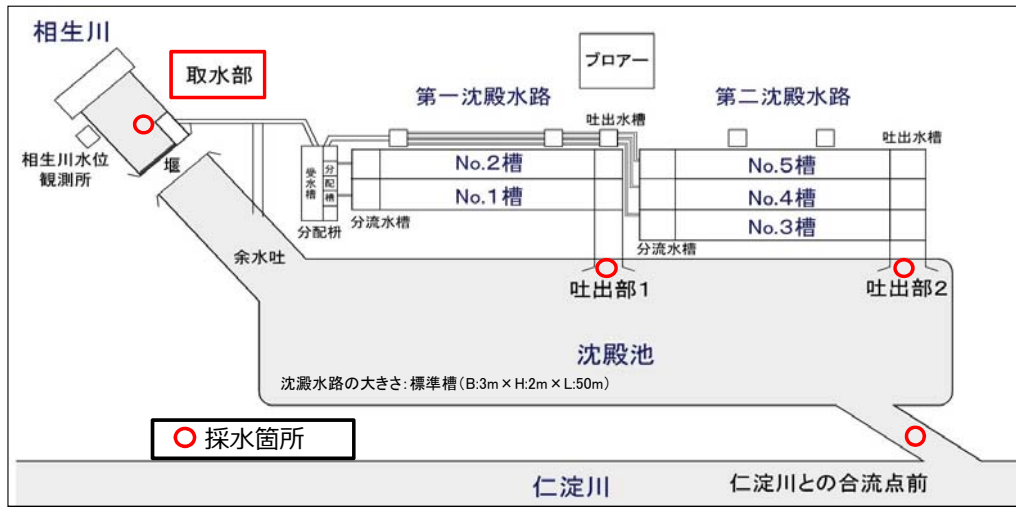 相生川
取水部
ブロアー
第一沈殿水路
第二沈殿水路
吐出水槽
吐出水槽
相生川水位
観測所
堰
受水槽
分配槽
No.2槽
No.1槽
No.5槽
No.4槽
No.3槽
分配枡
分流水槽
分流水槽
余水吐
吐出部1
吐出部2
沈殿池
沈澱水路の大きさ:標準槽(B:3m×H:2m×L:50m)
採水箇所
仁淀川
仁淀川との合流点前